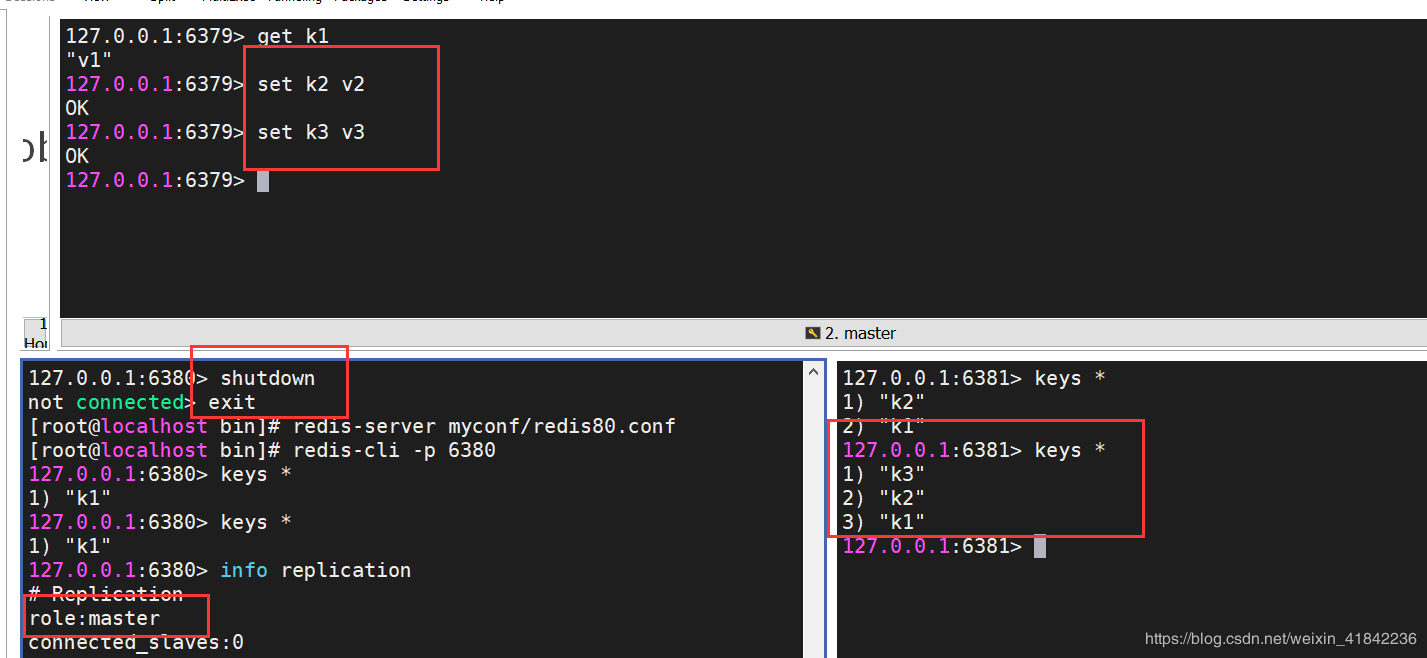 127.0.0.1:6379> get k1
"v1"
127.0.0.1:6379> set k2 v2
OK
127.0.0.1:6379> set k3 v3
OK
127.0.0.1:6379>
2. master
127.0.0.1:6380> shutdown
not connected> exit
[root@localhost bin]# redis-server myconf/redis80.conf
[root@localhost bin]# redis-cli -p 6380
127.0.0.1:6380> keys *
1) "k1"
127.0.0.1:6380> keys *
1) "k1"
127.0.0.1:6380> info replication
# Replication
role:master
connected_slaves:0
127.0.0.1:6381> keys *
1) "k2"
2) "k1"
127.0.0.1:6381> keys *
1) "k3"
2) "k2"
3) "k1"
127.0.0.1:6381>
https://blog.csdn.net/weixin_41842236